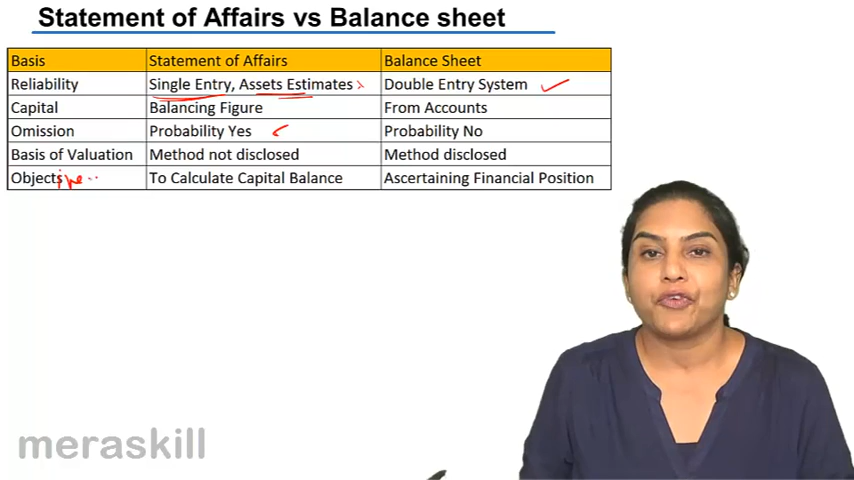 Statement of Affairs vs Balance sheet
Basis Statement of Affairs Balance Sheet
Reliability Single Entry, Assets Estimates Double Entry System
Capital Balancing Figure From Accounts
Omission Probability Yes Probability No
Basis of Valuation Method not disclosed Method disclosed
Objects To Calculate Capital Balance Ascertaining Financial Position
meraskill